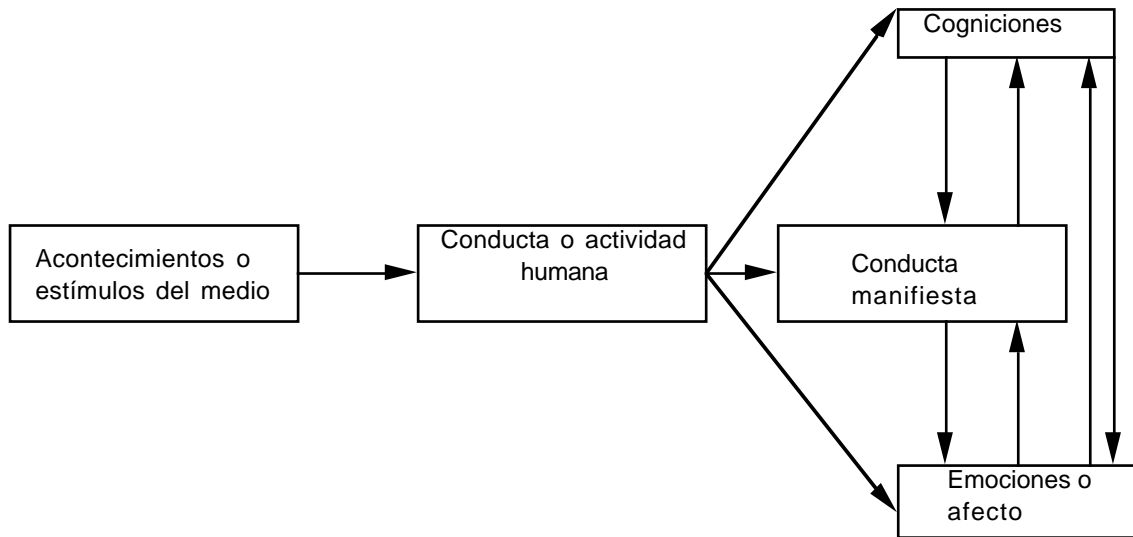 Cogniciones
Acontecimientos o
estímulos del medio
Conducta o actividad
humana
Conducta
manifiesta
Emociones o
afecto